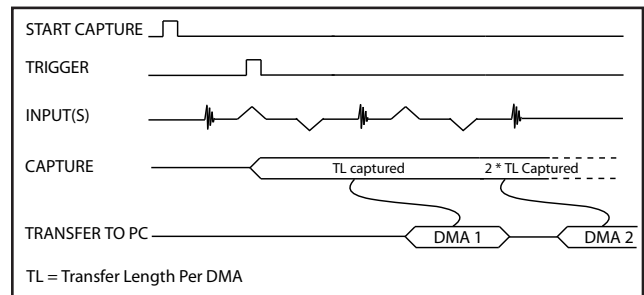 START CAPTURE
TRIGGER
INPUT(S)
CAPTURE
TL captured
2 * TL Captured
TRANSFER TO PC
DMA 1
DMA 2
TL = Transfer Length Per DMA